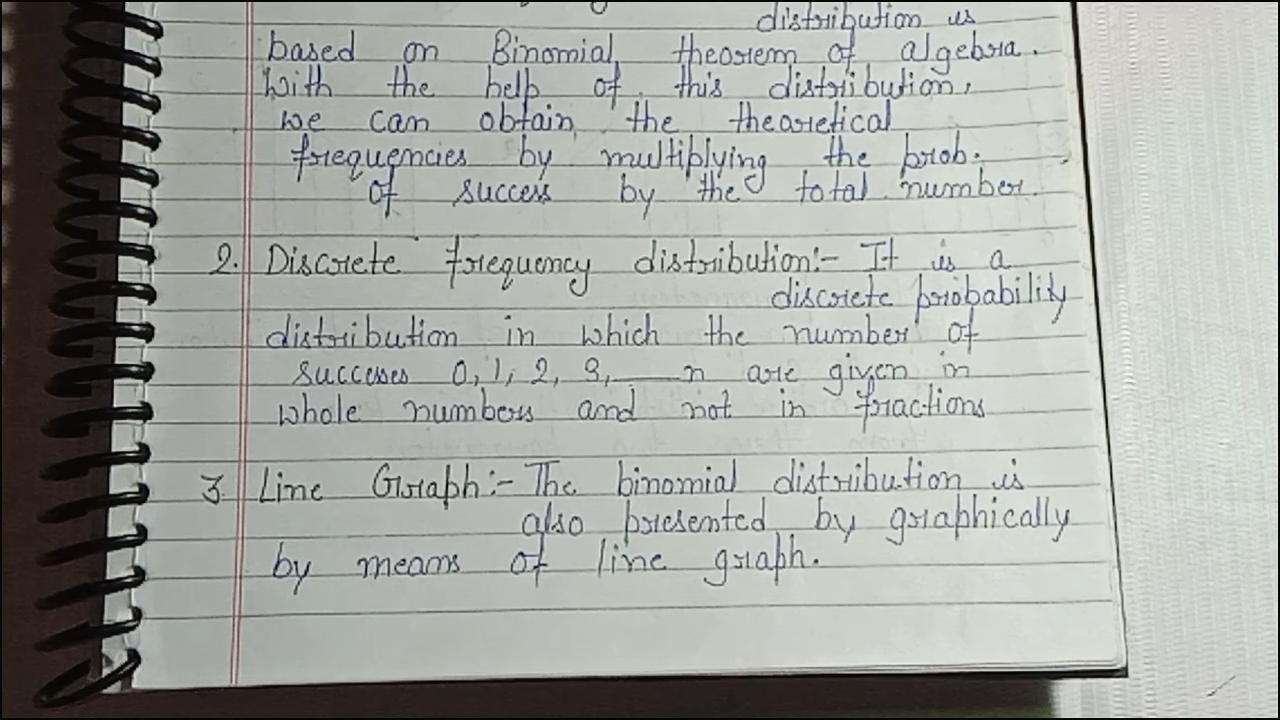 distribution is
based on Binomial theorem of algebra.
With the help of this distribution,
we can obtain the theoretical
frequencies by multiplying the prob.
of success by the total number.
2. Discrete frequency distribution:- It is a
discrete probability
distribution in which the number of
successes 0, 1, 2, 3, — n are given in
whole numbers and not in fractions
3. Line Graph:- The binomial distribution is
also presented by graphically
by means of line graph.